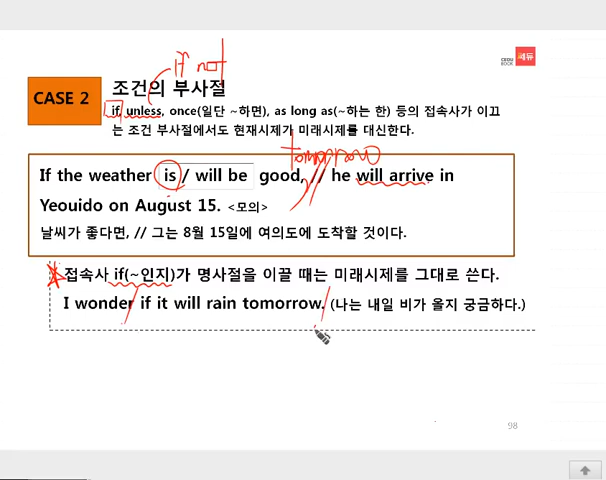 if not
CASE 2
조건의 부사절
if, unless, once(일단 ~하면), as long as(~하는 한) 등의 접속사가 이끄
는 조건 부사절에서도 현재시제가 미래시제를 대신한다.
tomorrow
If the weather is / will be good, // he will arrive in
Yeouido on August 15. <모의>
날씨가 좋다면, // 그는 8월 15일에 여의도에 도착할 것이다.
접속사 if(~인지)가 명사절을 이끌 때는 미래시제를 그대로 쓴다.
I wonder if it will rain tomorrow. (나는 내일 비가 올지 궁금하다.)
98